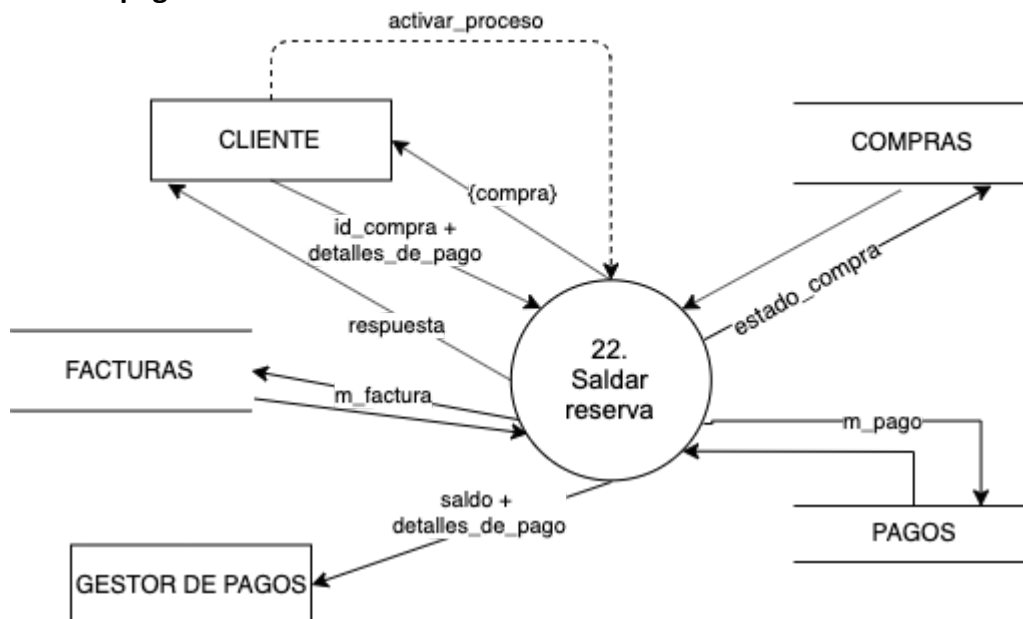 activar_proceso
CLIENTE
COMPRAS
{compra}
id_compra +
detalles_de_pago
estado_compra
respuesta
22.
Saldar
reserva
FACTURAS
m_factura
m_pago
saldo +
detalles_de_pago
PAGOS
GESTOR DE PAGOS